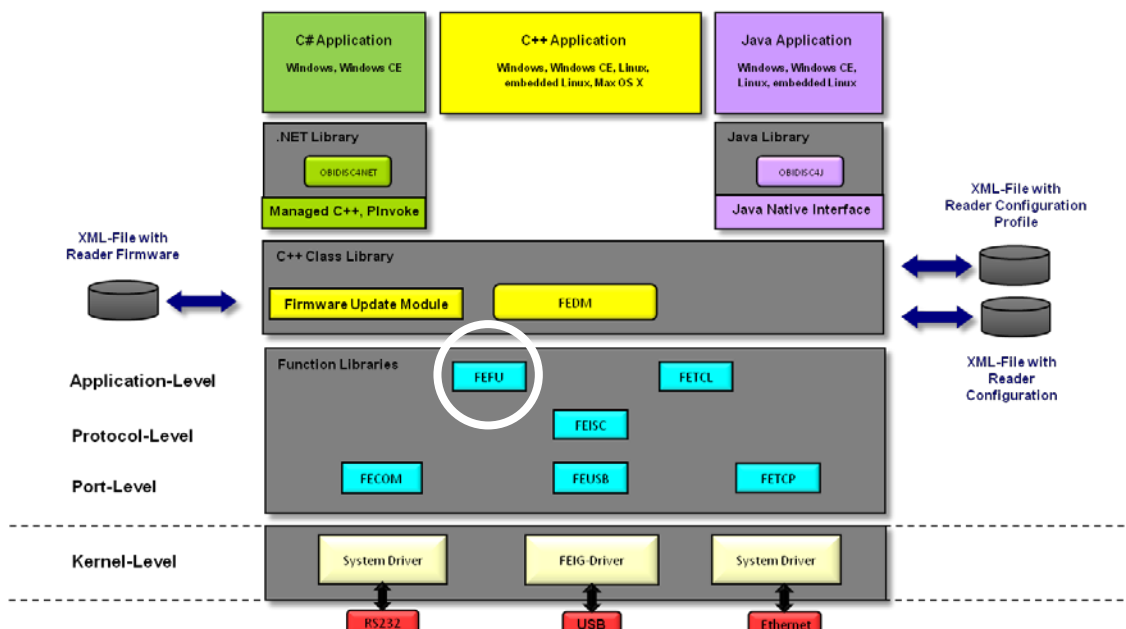 C# Application
Windows, Windows CE
C++ Application
Windows, Windows CE, Linux,
embedded Linux, Max OS X
Java Application
Windows, Windows CE,
Linux, embedded Linux
.NET Library
OBIDISC4NET
Managed C++, PInvoke
Java Library
OBIDISC4J
Java Native Interface
XML-File with
Reader Firmware
C++ Class Library
Firmware Update Module
FEDM
XML-File with
Reader Configuration
Profile
XML-File with
Reader
Configuration
Function Libraries
Application-Level
FEFU
FETCL
Protocol-Level
FEISC
Port-Level
FECOM
FEUSB
FETCP
Kernel-Level
System Driver
FEIG-Driver
System Driver
RS232
USB
Ethernet